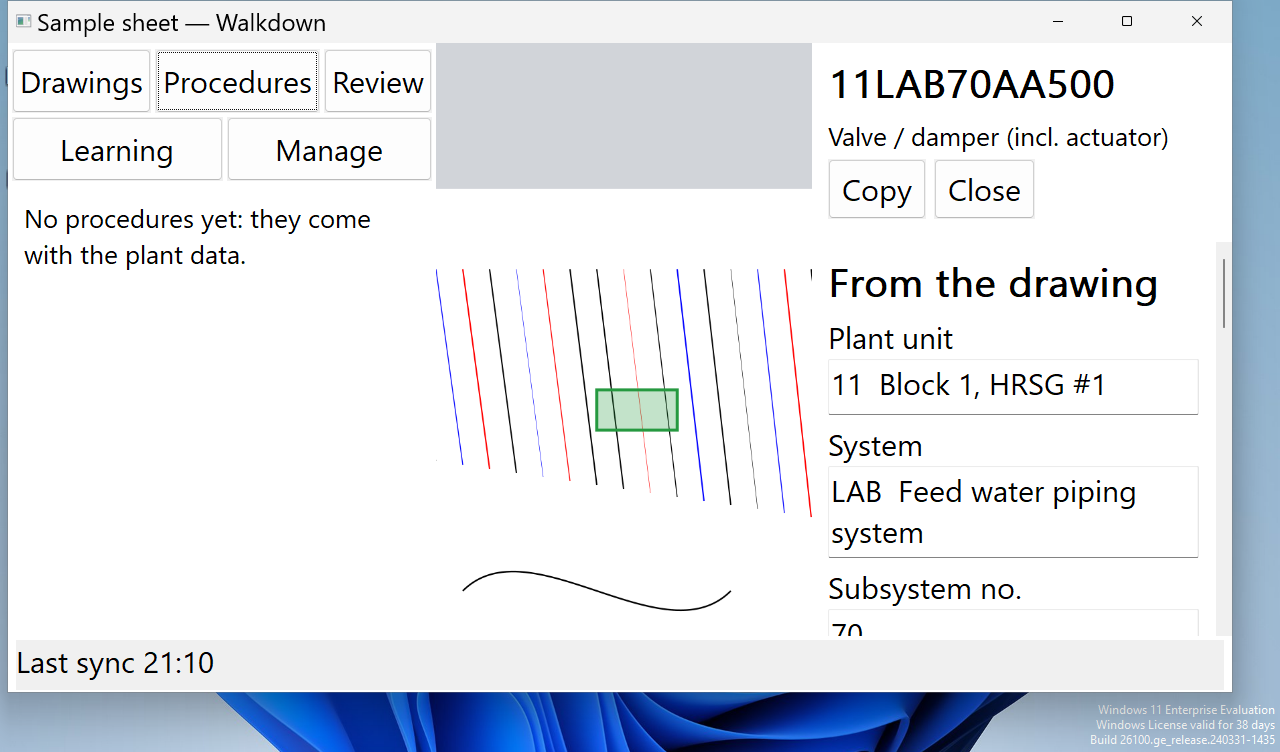 Sample sheet — Walkdown
Drawings
Procedures
Review
Learning
Manage
No procedures yet: they come
with the plant data.
11LAB70AA500
Valve / damper (incl. actuator)
Copy
Close
From the drawing
Plant unit
11  Block 1, HRSG #1
System
LAB  Feed water piping
system
Subsystem no.
70
Last sync 21:10
Windows 11 Enterprise Evaluation
Windows License valid for 38 days
Build 26100.ge_release.240331-1435